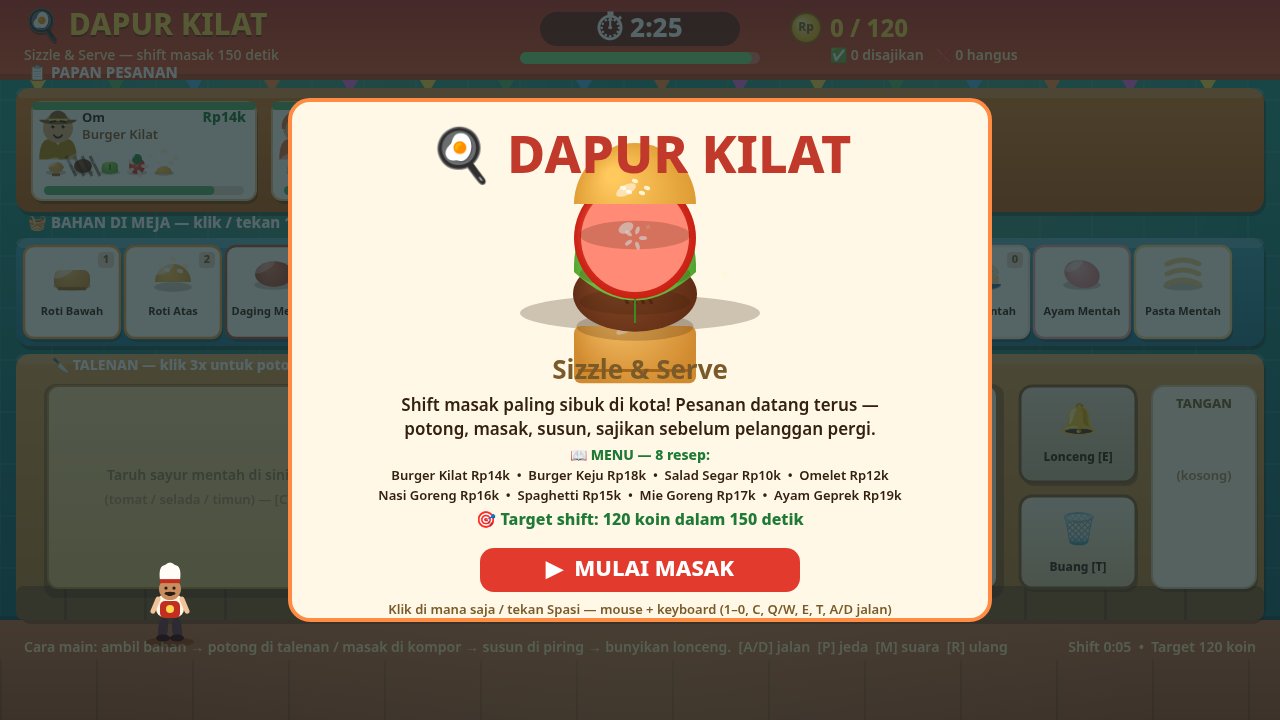 🍳 DAPUR KILAT
Sizzle & Serve — shift masak 150 detik
⏱ 2:25
Rp 0 / 120
✅ 0 disajikan 0 hangus
📋 PAPAN PESANAN
Om Rp14k
Burger Kilat
🧺 BAHAN DI MEJA — klik / tekan
1
Roti Bawah
2
Roti Atas
Daging
0
Ayam Mentah
Pasta Mentah
🔪 TALENAN — klik 3x untuk
Taruh sayur mentah di sini
(tomat / selada / timun) —
🔔
Lonceng [E]
🗑️
Buang [T]
TANGAN
(kosong)
🍳 DAPUR KILAT
Sizzle & Serve
Shift masak paling sibuk di kota! Pesanan datang terus —
potong, masak, susun, sajikan sebelum pelanggan pergi.
📖 MENU — 8 resep:
Burger Kilat Rp14k • Burger Keju Rp18k • Salad Segar Rp10k • Omelet Rp12k
Nasi Goreng Rp16k • Spaghetti Rp15k • Mie Goreng Rp17k • Ayam Geprek Rp19k
🎯 Target shift: 120 koin dalam 150 detik
▶ MULAI MASAK
Klik di mana saja / tekan Spasi — mouse + keyboard (1–0, C, Q/W, E, T, A/D jalan)
Cara main: ambil bahan → potong di talenan / masak di kompor → susun di piring → bunyikan lonceng. [A/D] jalan [P] jeda [M] suara [R] ulang
Shift 0:05 • Target 120 koin